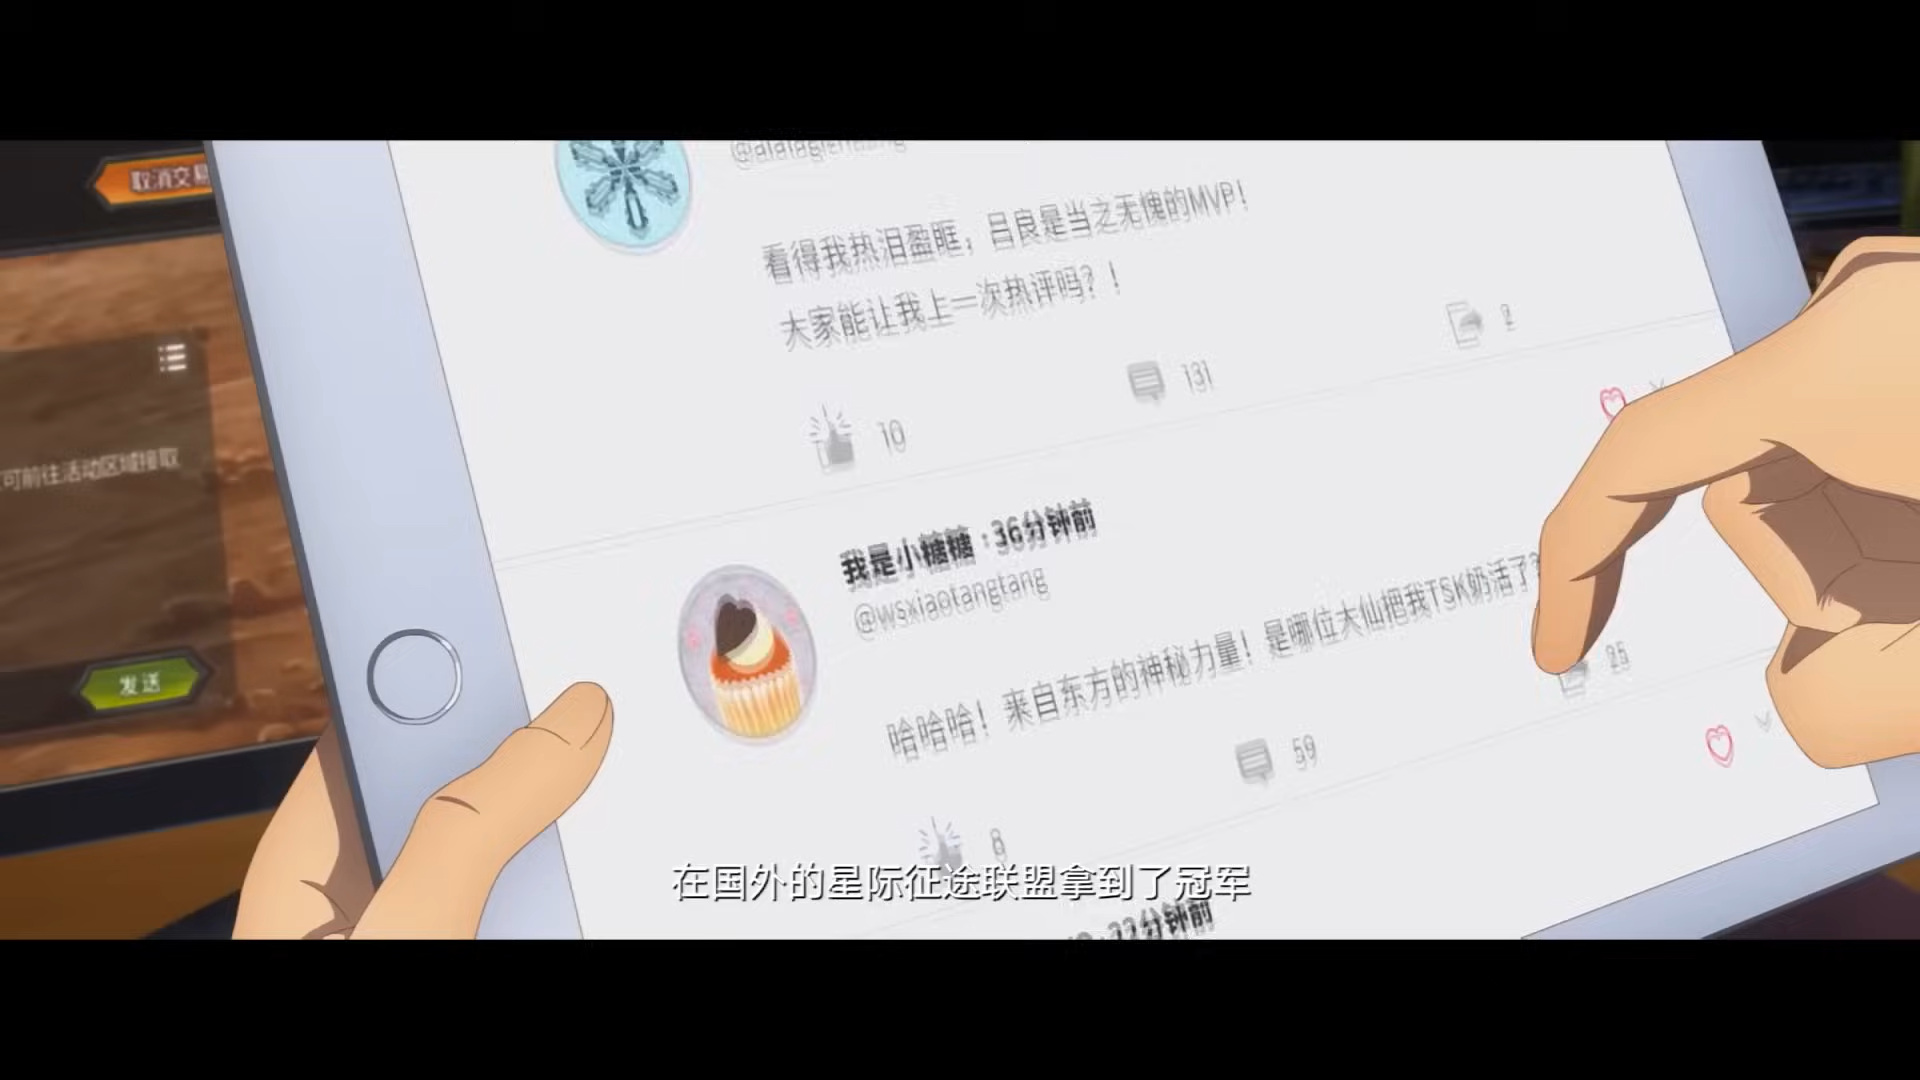 取消交易
看得我热泪盈眶，吕良是当之无愧的MVP！
大家能让我上一次热评吗？！
10
131
2
可前往活动区域接取
我是小糖糖 · 36分钟前
@wsxiaotangtang
哈哈哈！来自东方的神秘力量！是哪位大仙把我TSK奶活了？
8
59
25
发送
在国外的星际征途联盟拿到了冠军
分钟前